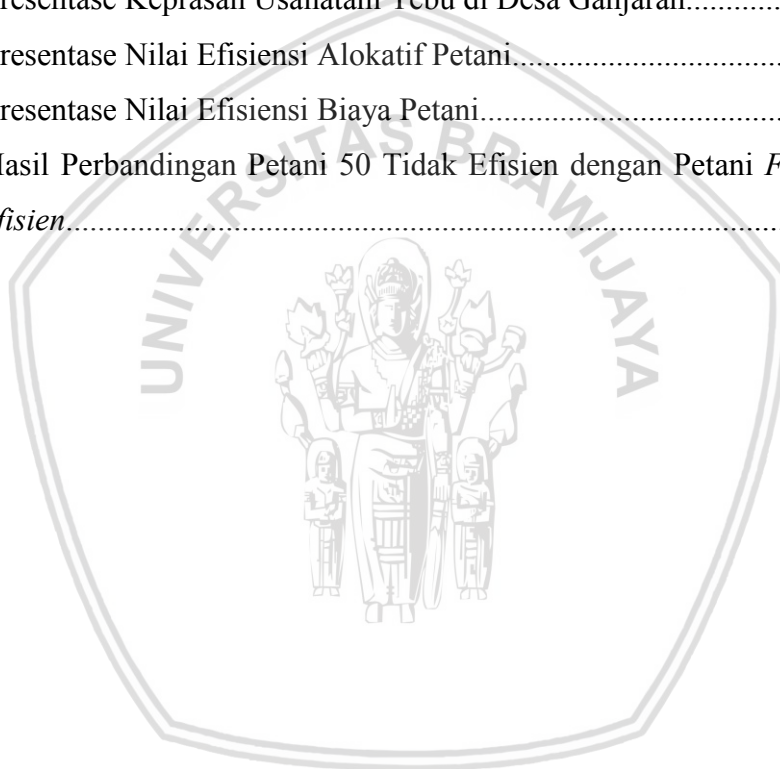 resentase Keprasan Usahatani Tebu di Desa Ganjaran..........
resentase Nilai Efisiensi Alokatif Petani...................................
resentase Nilai Efisiensi Biaya Petani........................................
Hasil Perbandingan Petani 50 Tidak Efisien dengan Petani F
fisien..........................................................................................
UNIVERSITAS BRAWIJAYA